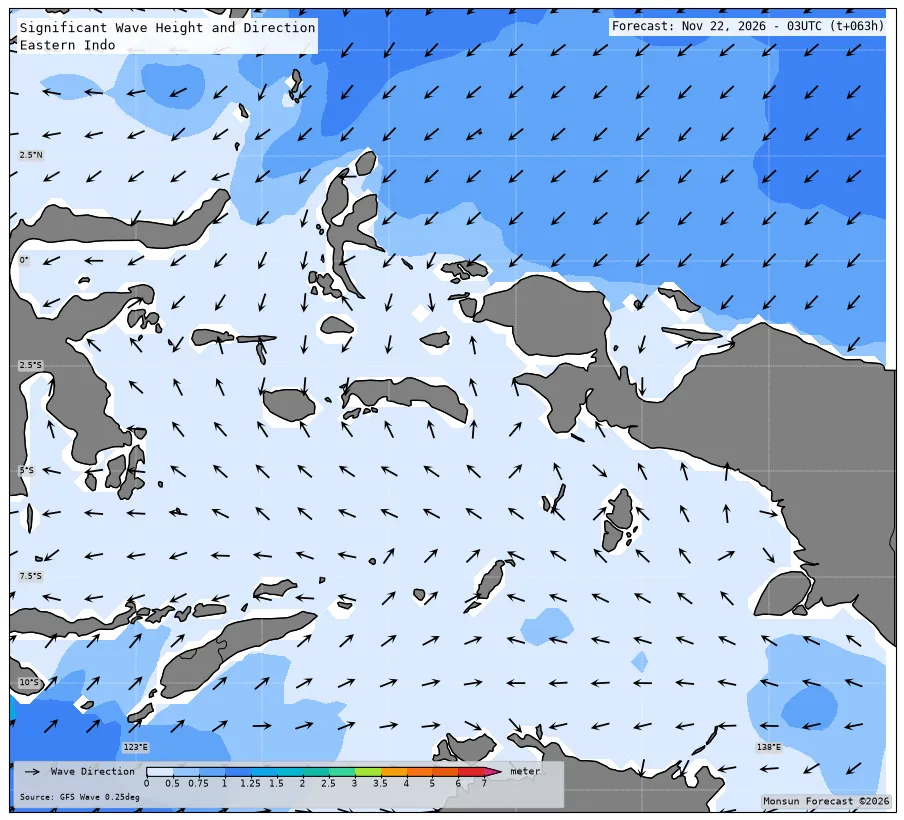 Significant Wave Height and Direction
Eastern Indo
Forecast: Nov 22, 2026 - 03UTC (t+063h)
2.5°N
0°
2.5°S
5°S
7.5°S
10°S
123°E
138°E
Wave Direction
meter
0 0.5 0.75 1 1.25 1.5 2 2.5 3 3.5 4 5 6 7
Source: GFS Wave 0.25deg
Monsun Forecast ©2026